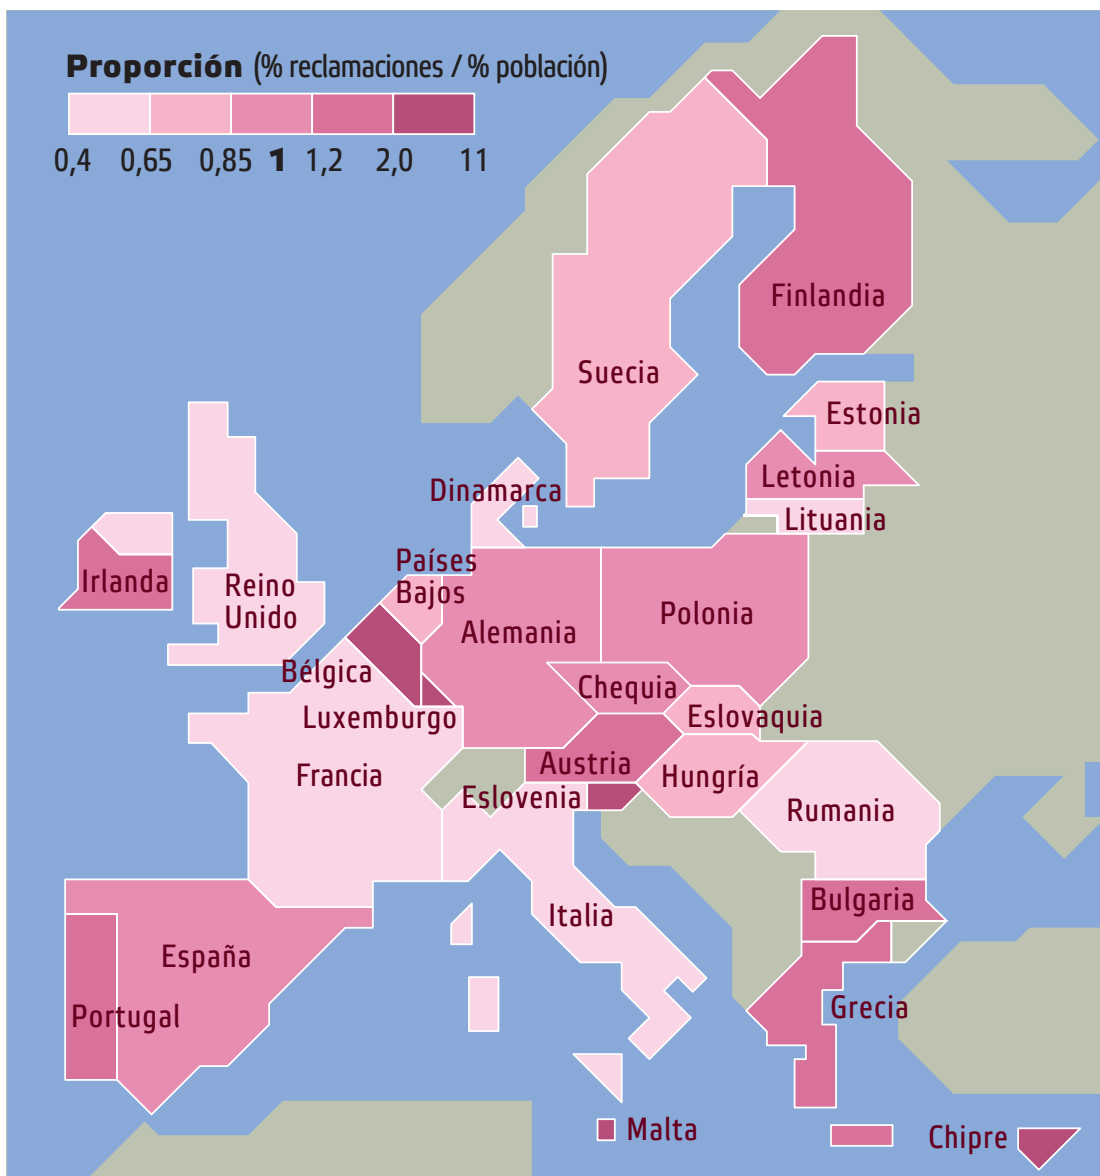 Proporción (% reclamaciones / % población)
0,4 0,65 0,85 1 1,2 2,0 11
Finlandia
Suecia
Estonia
Letonia
Dinamarca
Lituania
Países
Bajos
Irlanda
Reino
Unido
Polonia
Alemania
Bélgica
Chequia
Luxemburgo
Eslovaquia
Austria
Francia
Hungría
Eslovenia
Rumania
Bulgaria
Italia
España
Grecia
Portugal
Malta
Chipre